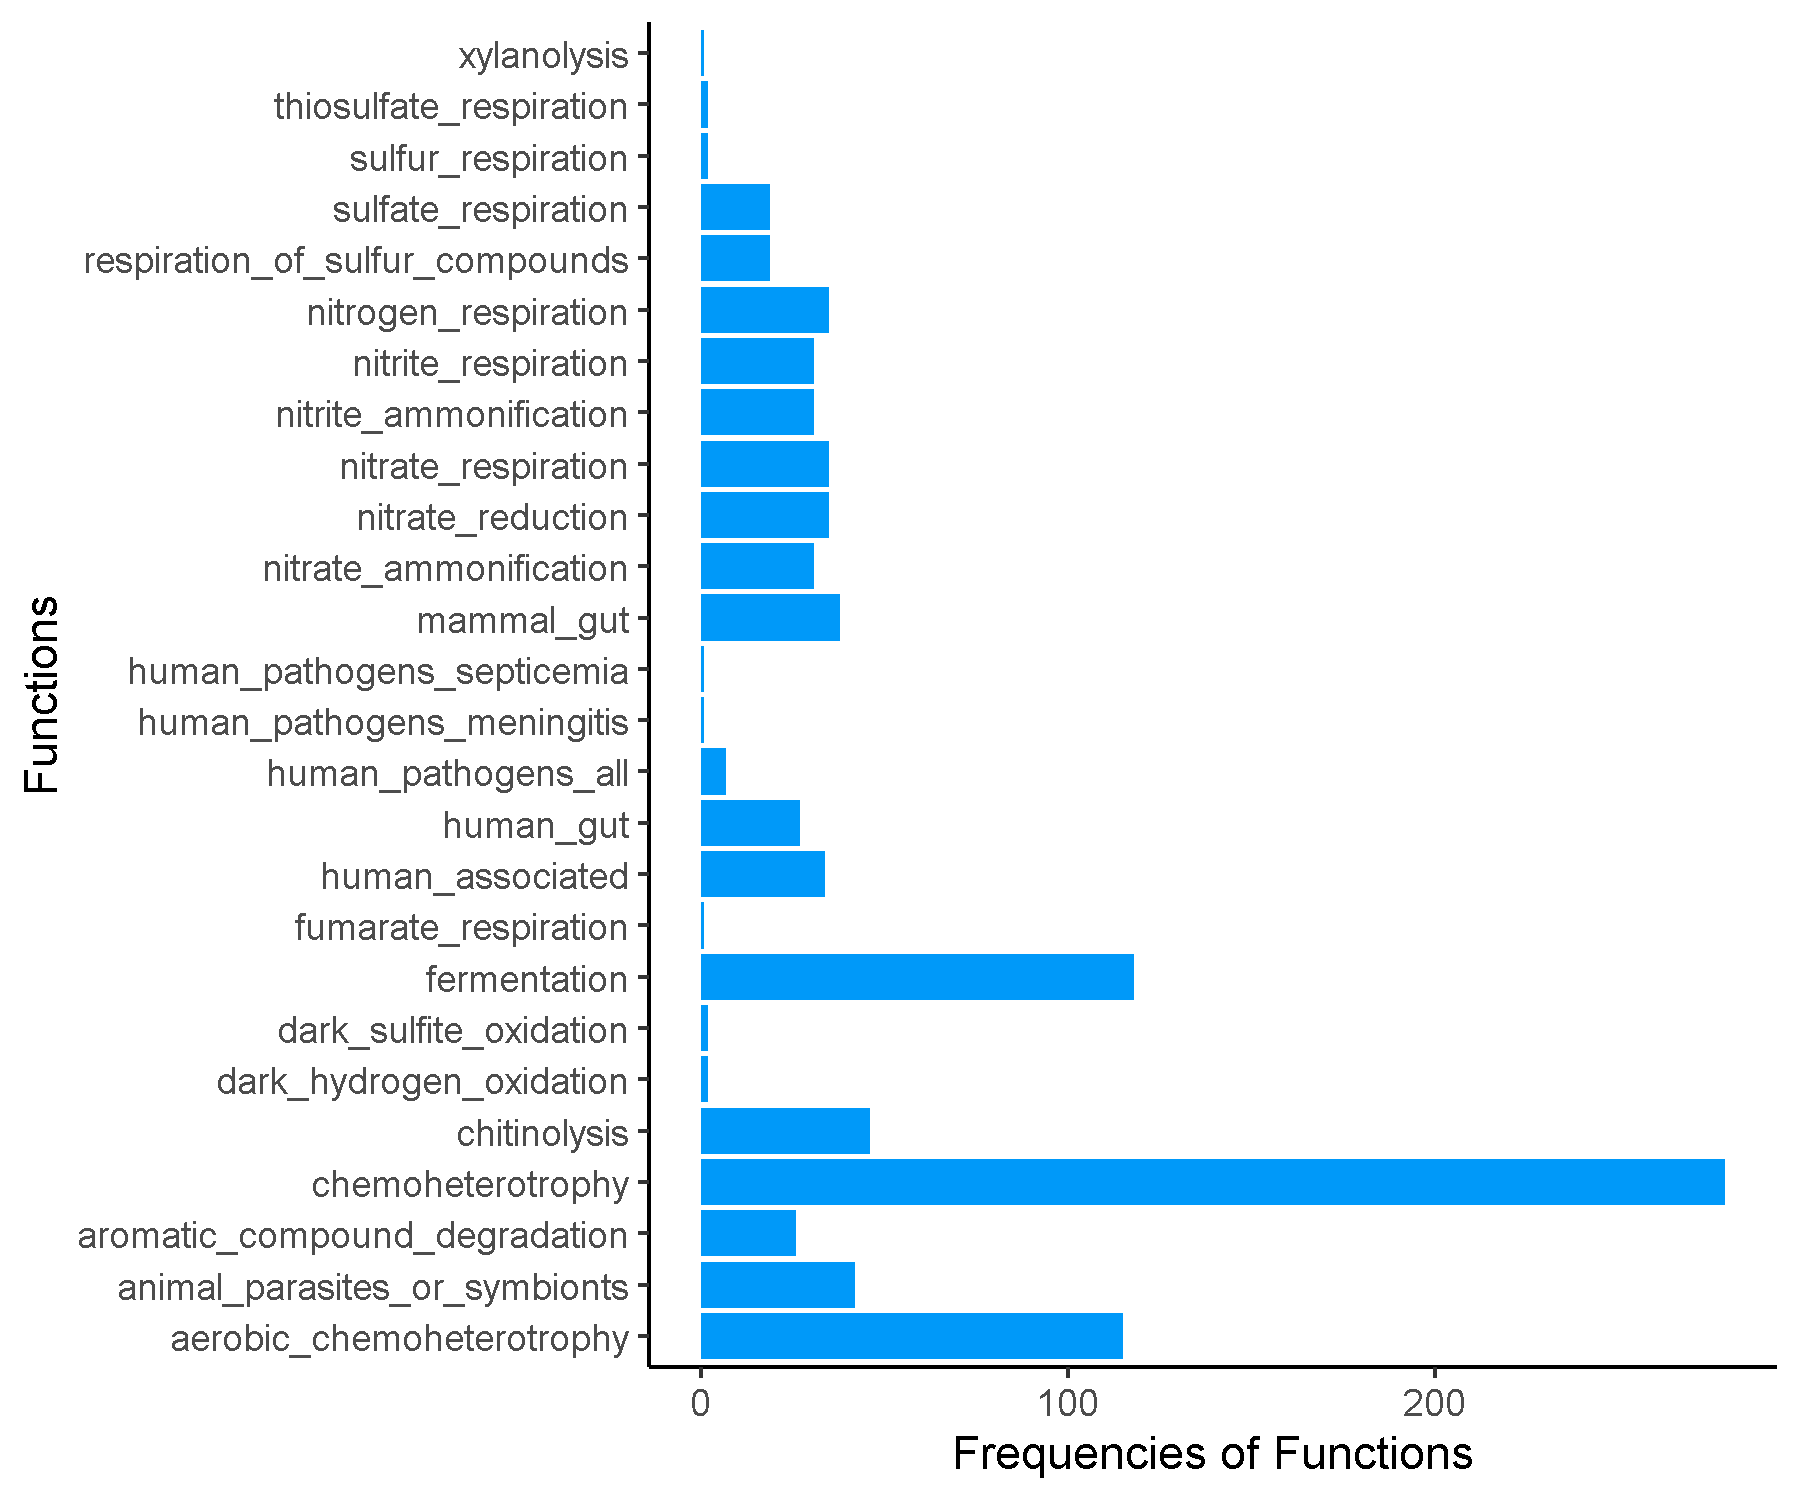 xylanolysis
thiosulfate_respiration
sulfur_respiration
sulfate_respiration
respiration_of_sulfur_compounds
nitrogen_respiration
nitrite_respiration
nitrite_ammonification
nitrate_respiration
nitrate_reduction
nitrate_ammonification
mammal_gut
human_pathogens_septicemia
human_pathogens_meningitis
human_pathogens_all
human_gut
human_associated
fumarate_respiration
fermentation
dark_sulfite_oxidation
dark_hydrogen_oxidation
chitinolysis
chemoheterotrophy
aromatic_compound_degradation
animal_parasites_or_symbionts
aerobic_chemoheterotrophy
Functions
0 100 200
Frequencies of Functions